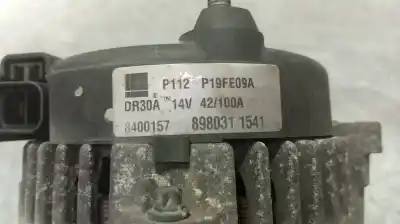 P112 P19FE09A
DR30A 14V 42/100A
8400157 898031 1541